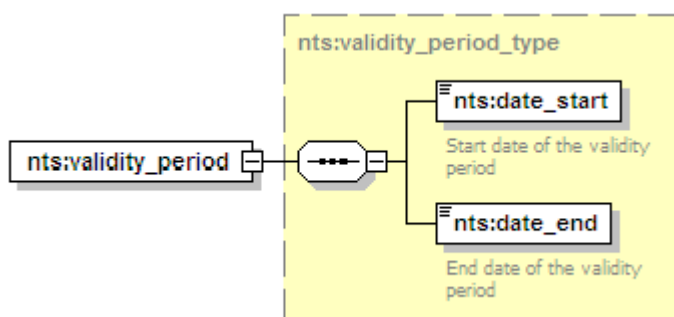 nts:validity_period_type
nts:validity_period
nts:date_start
Start date of the validity
period
nts:date_end
End date of the validity
period